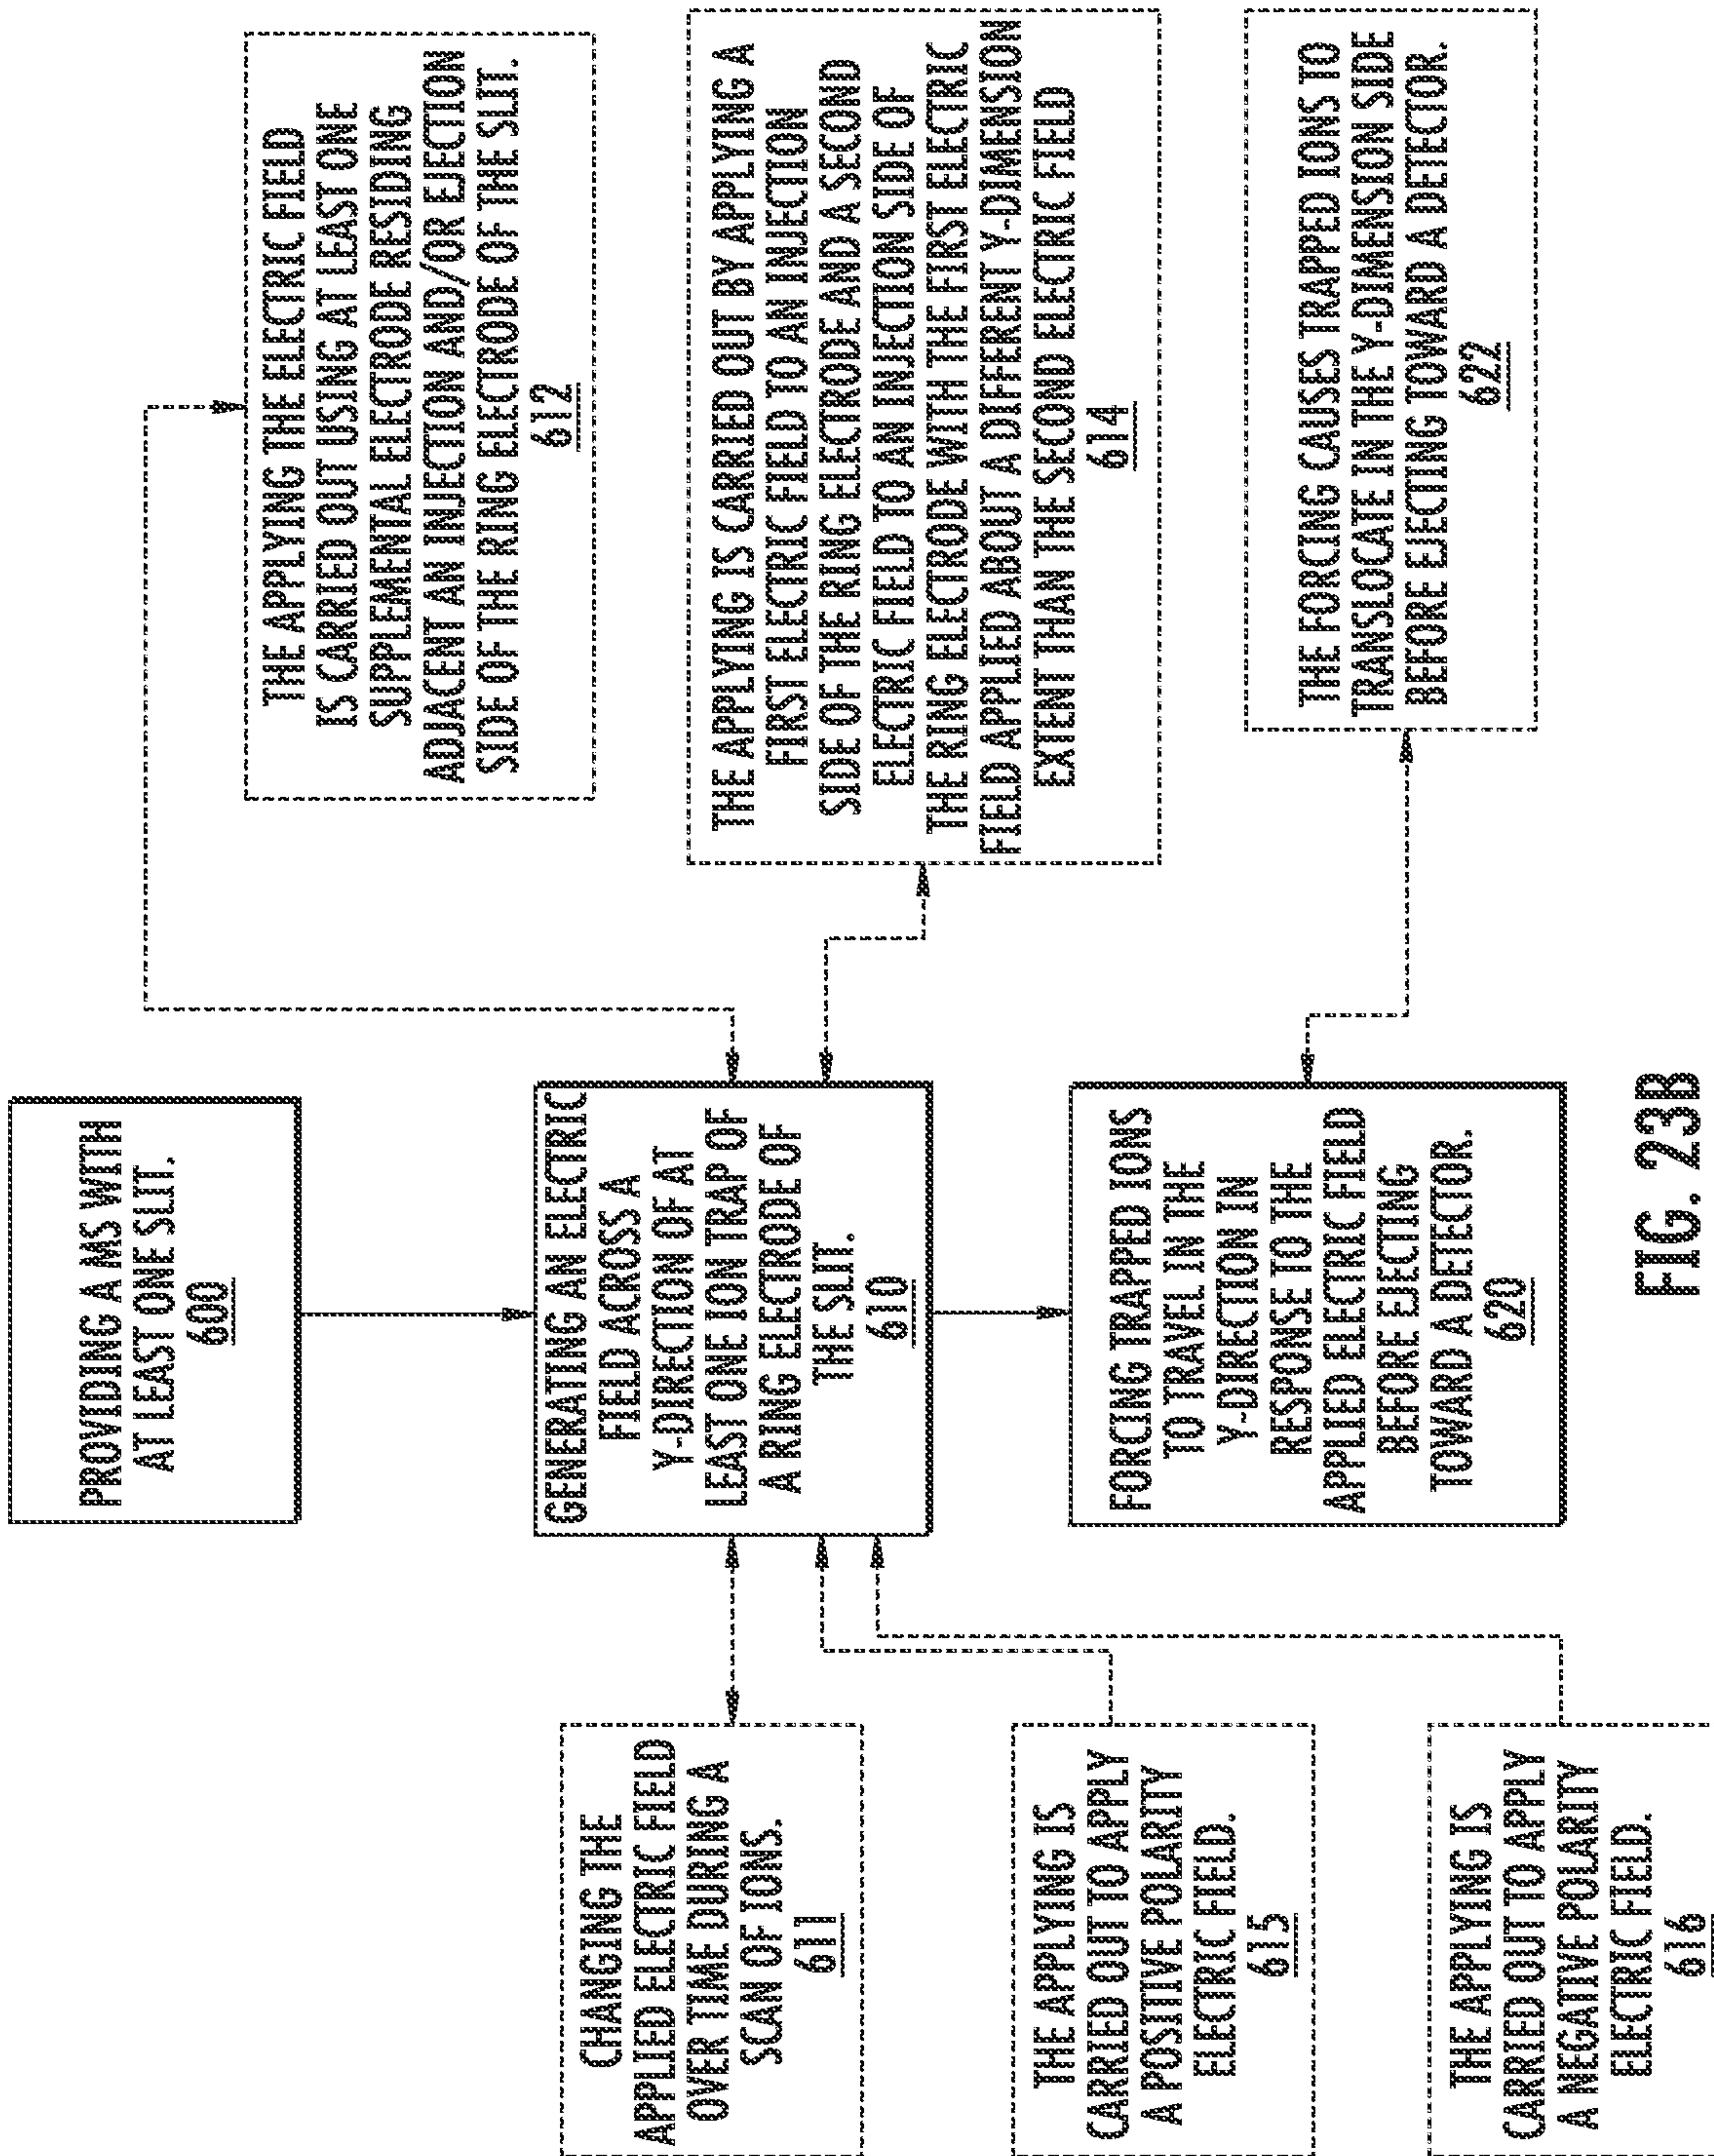 PROVIDING A MS WITH
AT LEAST ONE SLIT.
600
THE APPLYING THE ELECTRIC FIELD
IS CARRIED OUT USING AT LEAST ONE
SUPPLEMENTAL ELECTRODE RESIDING
ADJACENT AN INJECTION AND/OR EJECTION
SIDE OF THE RING ELECTRODE OF THE SLIT.
612
GENERATING AN ELECTRIC
FIELD ACROSS A
Y-DIRECTION OF AT
LEAST ONE ION TRAP OF
A RING ELECTRODE OF
THE SLIT.
610
CHANGING THE
APPLIED ELECTRIC FIELD
OVER TIME DURING A
SCAN OF IONS.
611
THE APPLYING IS CARRIED OUT BY APPLYING A
FIRST ELECTRIC FIELD TO AN INJECTION
SIDE OF THE RING ELECTRODE AND A SECOND
ELECTRIC FIELD TO AN INJECTION SIDE OF
THE RING ELECTRODE WITH THE FIRST ELECTRIC
FIELD APPLIED ABOUT A DIFFERENT Y-DIMENSION
EXTENT THAN THE SECOND ELECTRIC FIELD
614
THE APPLYING IS
CARRIED OUT TO APPLY
A POSITIVE POLARITY
ELECTRIC FIELD.
615
FORCING TRAPPED IONS
TO TRAVEL IN THE
Y-DIRECTION IN
RESPONSE TO THE
APPLIED ELECTRIC FIELD
BEFORE EJECTING
TOWARD A DETECTOR.
620
THE FORCING CAUSES TRAPPED IONS TO
TRANSLOCATE IN THE Y-DIMENSION SIDE
BEFORE EJECTING TOWARD A DETECTOR.
622
THE APPLYING IS
CARRIED OUT TO APPLY
A NEGATIVE POLARITY
ELECTRIC FIELD.
616
FIG. 23B